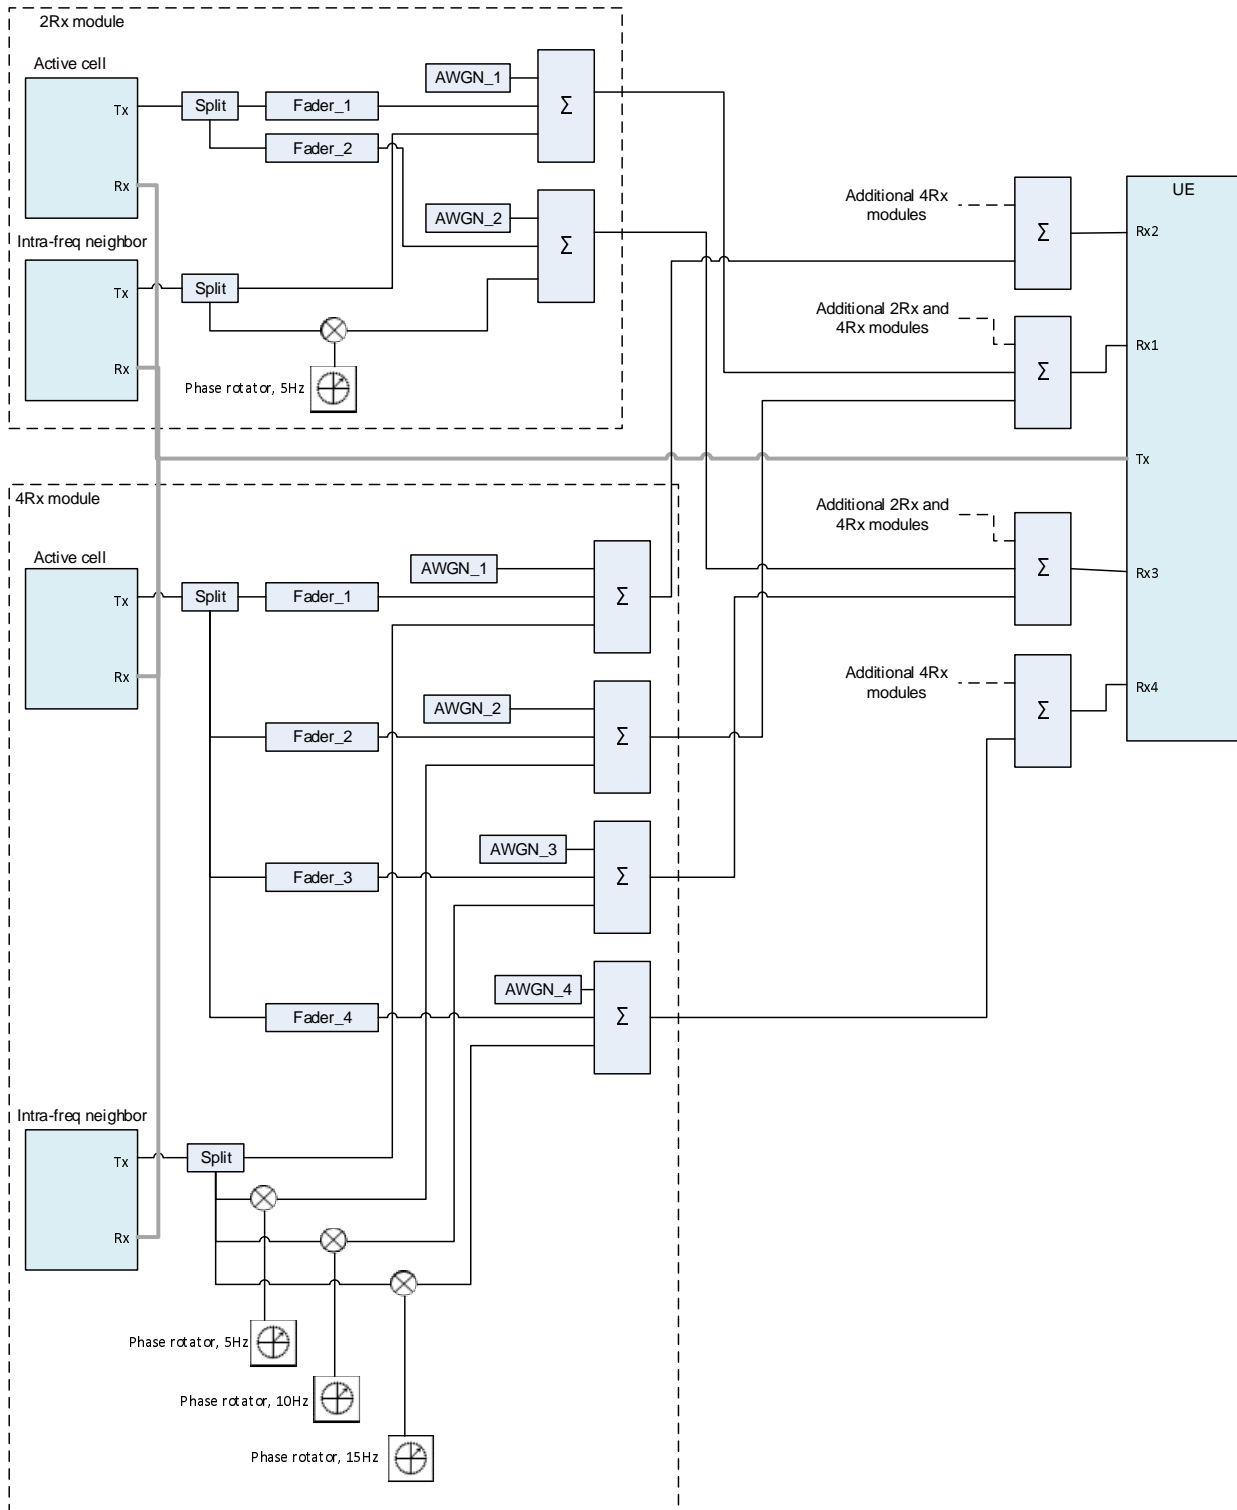 2Rx module
Active cell
Tx
Rx
Split
Fader_1
Fader_2
AWGN_1
Σ
AWGN_2
Σ
Intra-freq neighbor
Tx
Rx
Split
Phase rotator, 5Hz
Additional 4Rx
modules
Σ
Additional 2Rx and
4Rx modules
Σ
UE
Rx2
Rx1
Tx
Rx3
Rx4
Additional 2Rx and
4Rx modules
Σ
Additional 4Rx
modules
Σ
4Rx module
Active cell
Tx
Rx
Split
Fader_1
AWGN_1
Σ
Fader_2
AWGN_2
Σ
Fader_3
AWGN_3
Σ
Fader_4
AWGN_4
Σ
Intra-freq neighbor
Tx
Rx
Split
Phase rotator, 5Hz
Phase rotator, 10Hz
Phase rotator, 15Hz